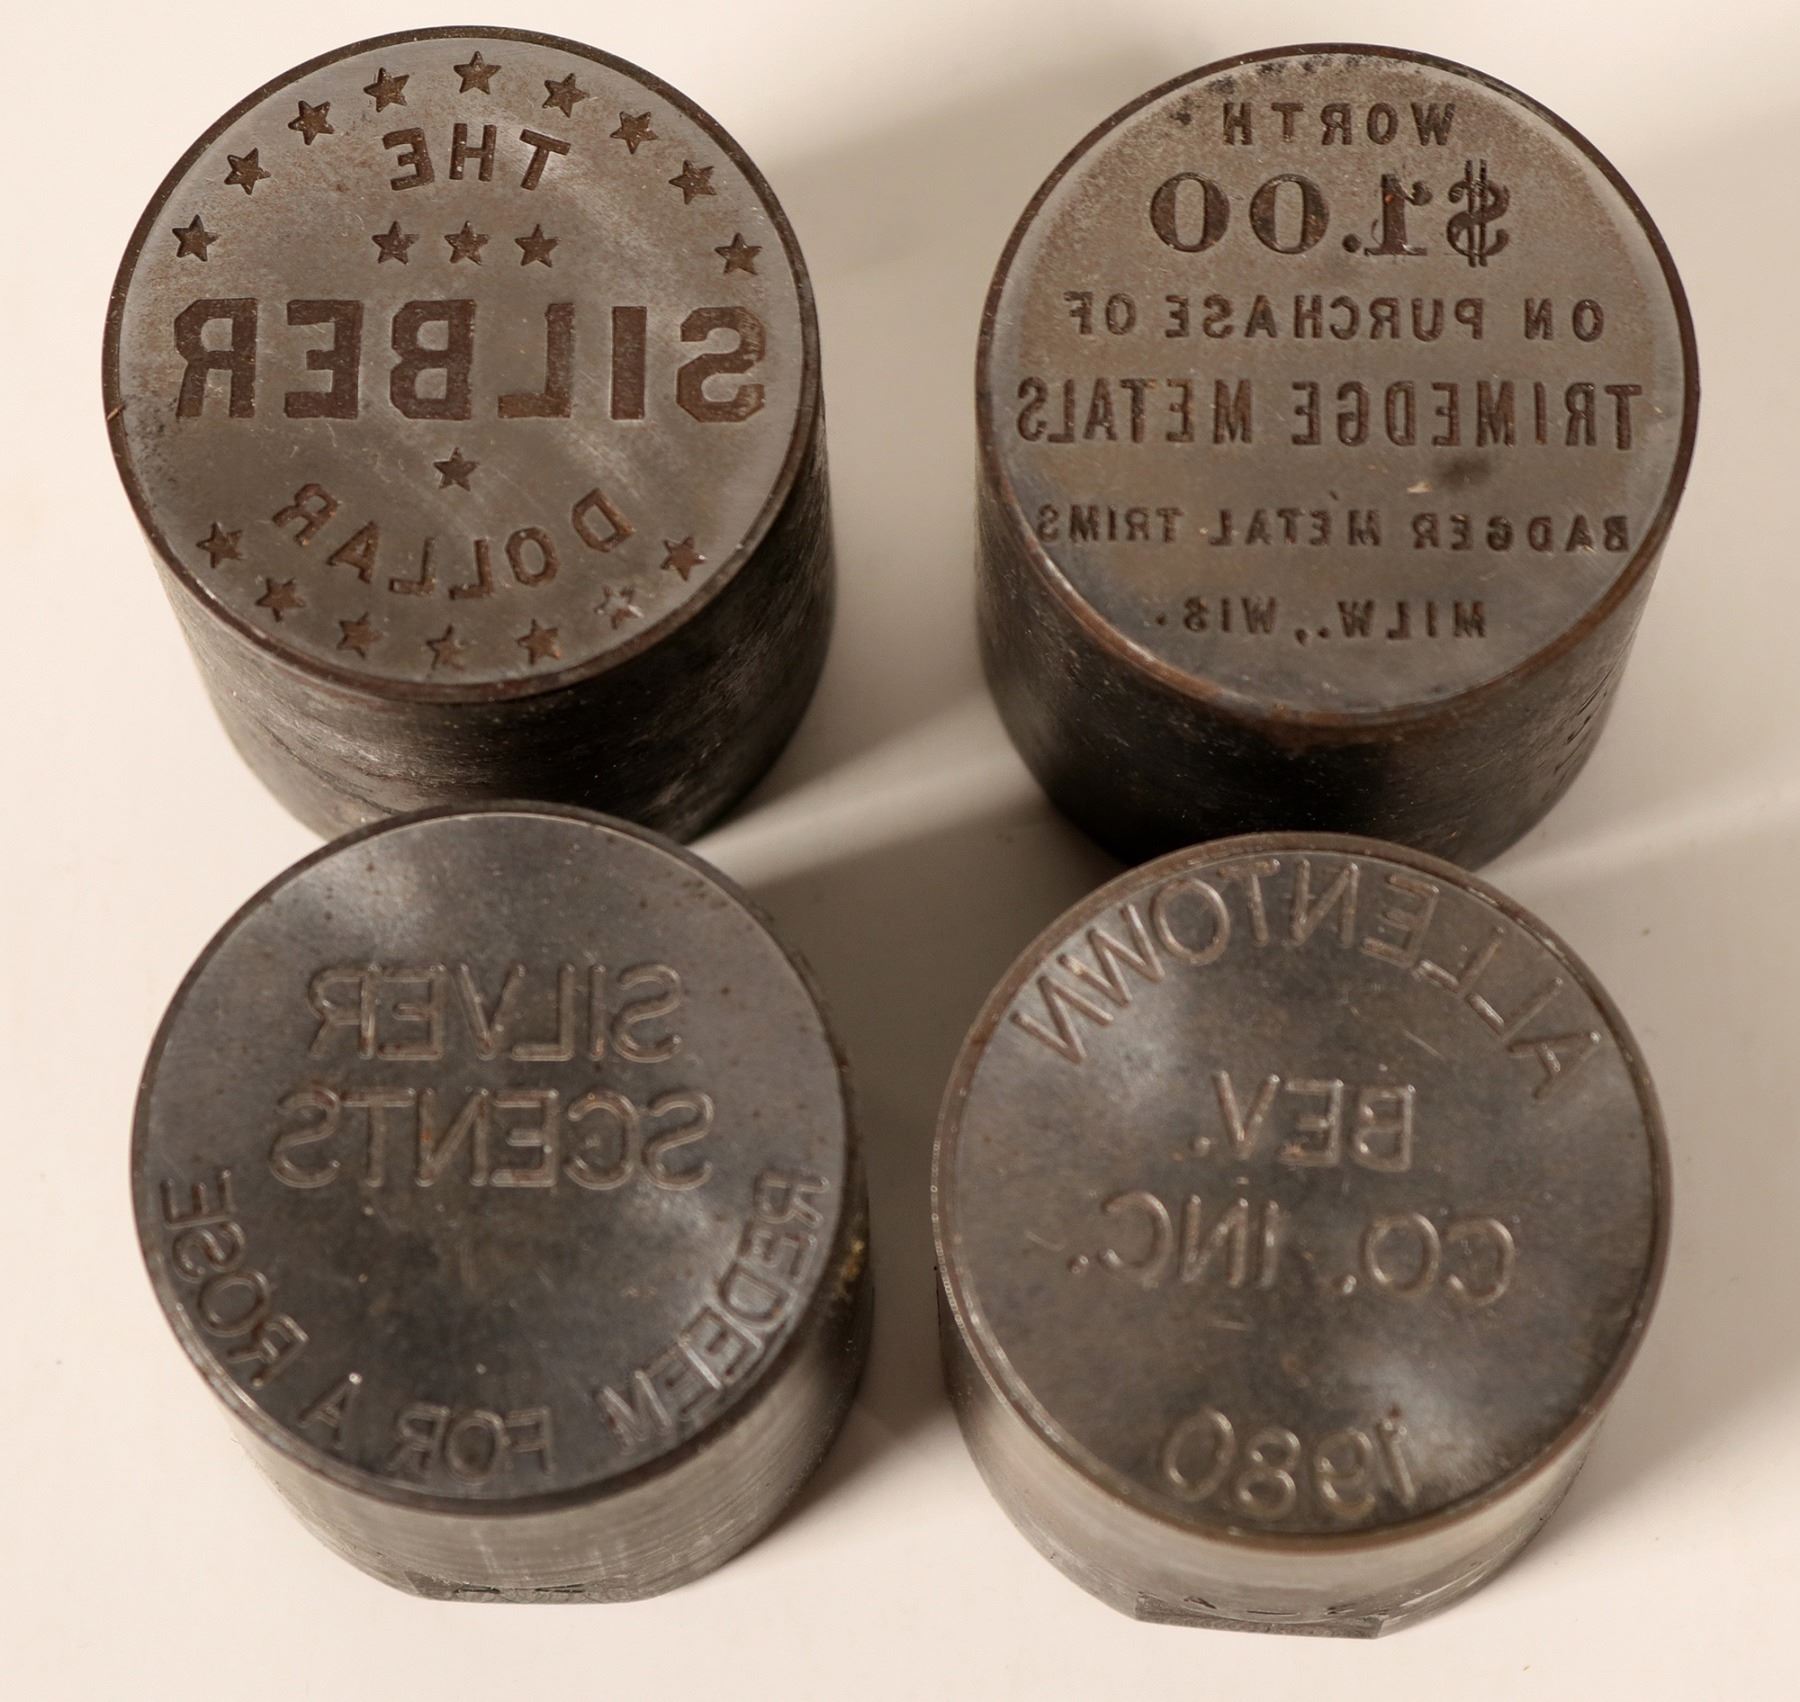 THE
SILBER
DOLLAR
WORTH
$1.00
ON PURCHASE OF
TRIMEDGE METALS
BADGER METAL TRIMS
MILW., WIS.
SILVER
SCENTS
REDEEM FOR A ROSE
ALLENTOWN
BEV.
CO. INC.
1980